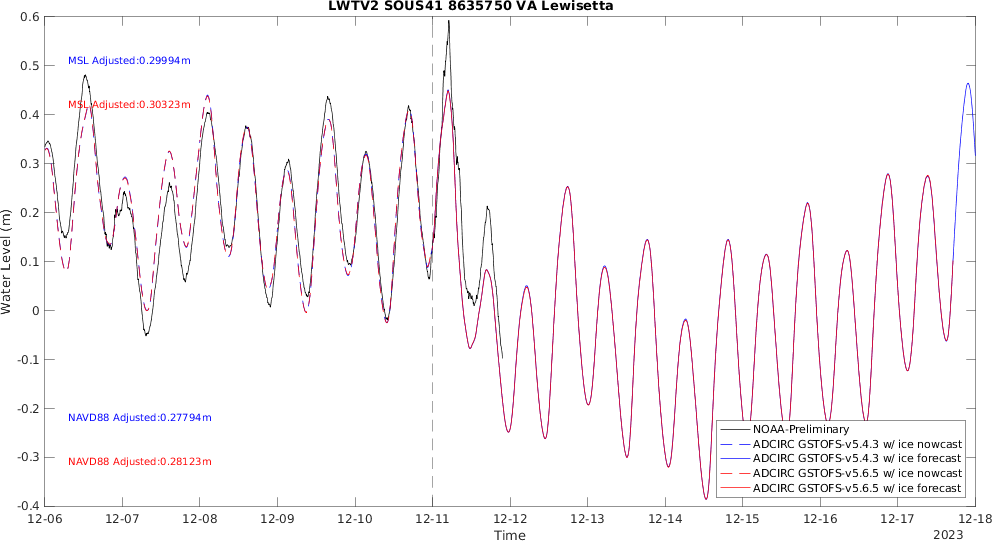 LWTV2 SOUS41 8635750 VA Lewisetta
Water Level (m)
0.6
0.5
0.4
0.3
0.2
0.1
0
-0.1
-0.2
-0.3
-0.4
MSL Adjusted:0.29994m
MSL Adjusted:0.30323m
NAVD88 Adjusted:0.27794m
NAVD88 Adjusted:0.28123m
NOAA-Preliminary
ADCIRC GSTOFS-v5.4.3 w/ ice nowcast
ADCIRC GSTOFS-v5.4.3 w/ ice forecast
ADCIRC GSTOFS-v5.6.5 w/ ice nowcast
ADCIRC GSTOFS-v5.6.5 w/ ice forecast
12-06 12-07 12-08 12-09 12-10 12-11 12-12 12-13 12-14 12-15 12-16 12-17 12-18
Time
2023